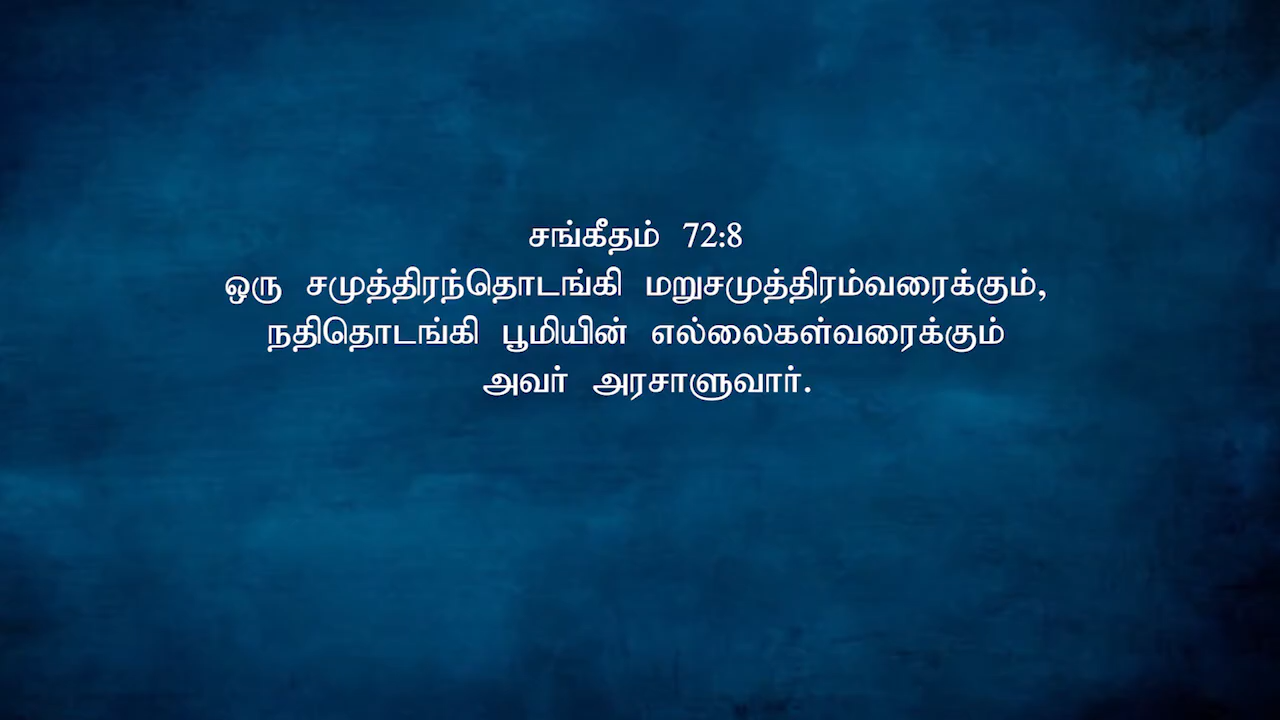 சங்கீதம் 72:8
ஒரு சமுத்திரந்தொடங்கி மறுசமுத்திரம்வரைக்கும்,
நதிதொடங்கி பூமியின் எல்லைகள்வரைக்கும்
அவர் அரசாளுவார்.